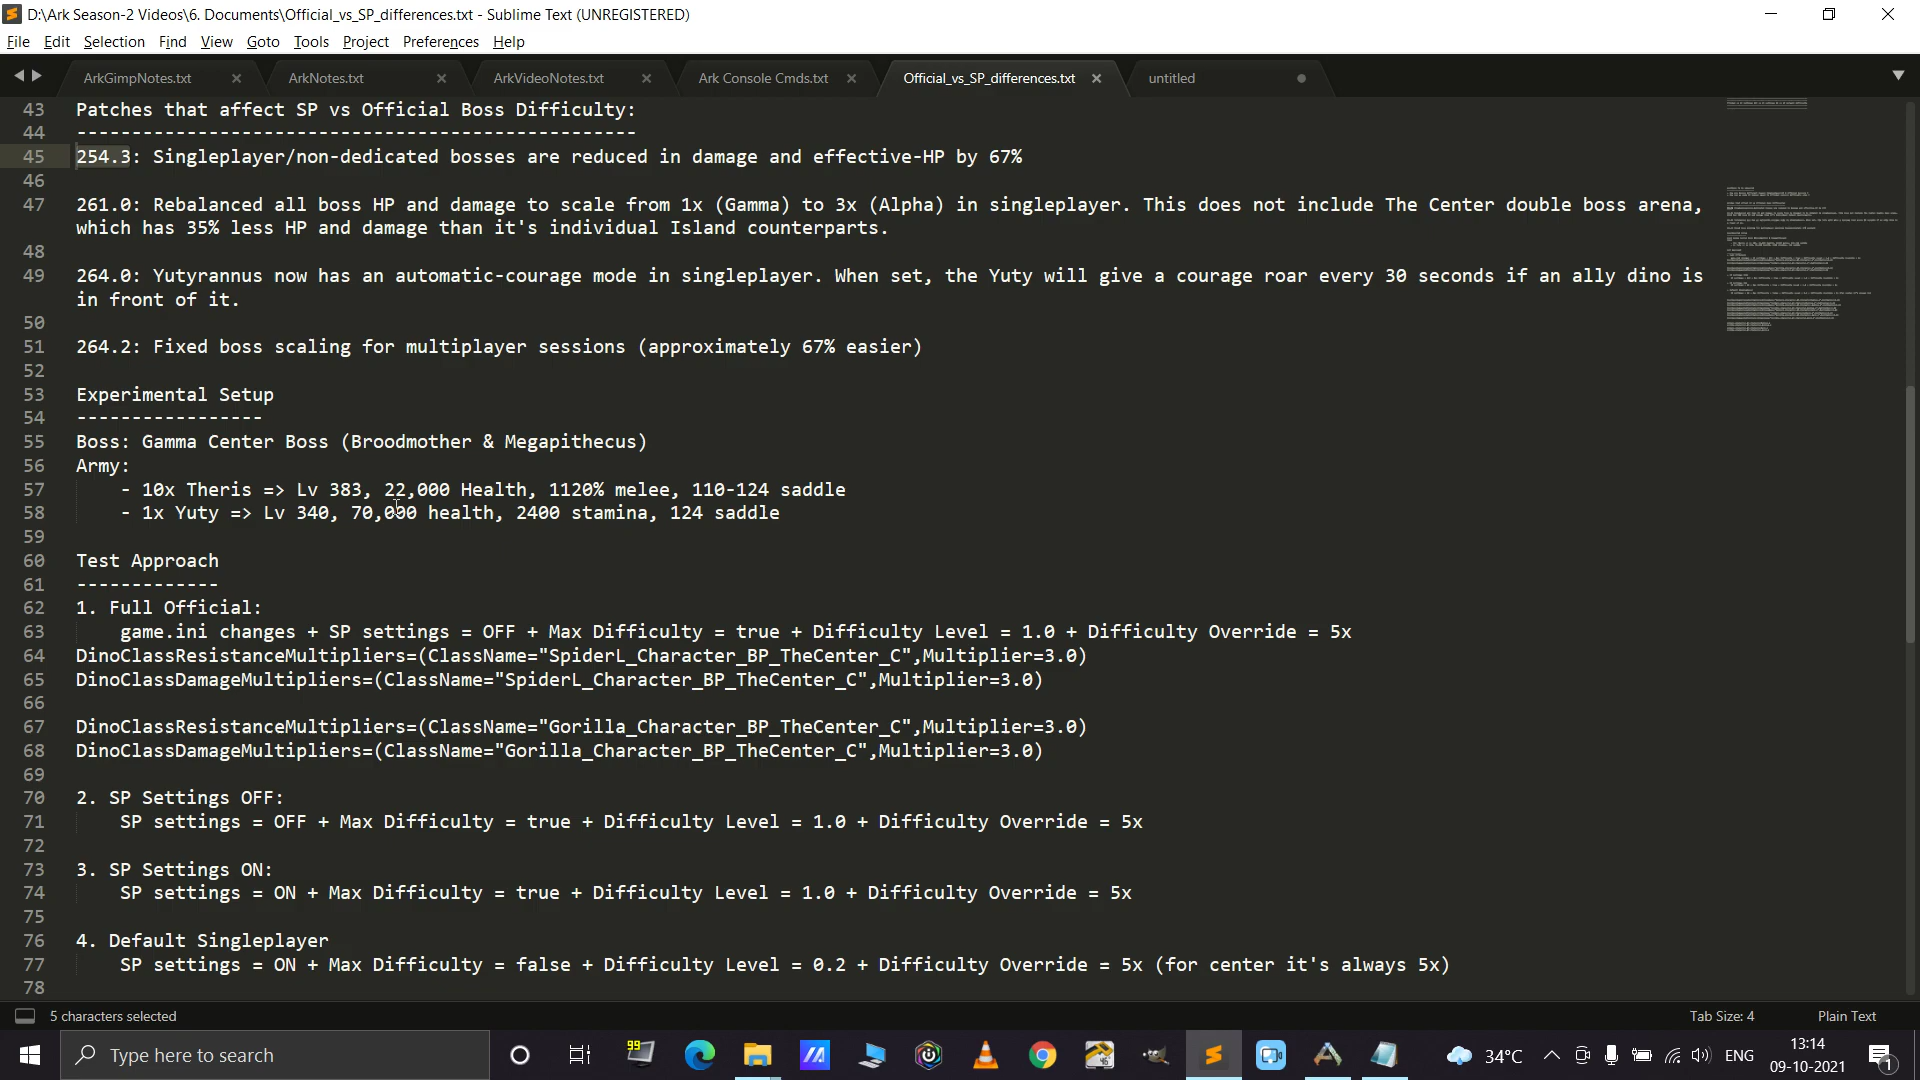 D:\Ark Season-2 Videos\6. Documents\Official_vs_SP_differences.txt - Sublime Text (UNREGISTERED)
File Edit Selection Find View Goto Tools Project Preferences Help
ArkGimpNotes.txt ArkNotes.txt ArkVideoNotes.txt Ark Console Cmds.txt Official_vs_SP_differences.txt untitled
43 Patches that affect SP vs Official Boss Difficulty:
44 ---------------------------------------------------
45 254.3: Singleplayer/non-dedicated bosses are reduced in damage and effective-HP by 67%
46
47 261.0: Rebalanced all boss HP and damage to scale from 1x (Gamma) to 3x (Alpha) in singleplayer. This does not include The Center double boss arena,
which has 35% less HP and damage than it's individual Island counterparts.
48
49 264.0: Yutyrannus now has an automatic-courage mode in singleplayer. When set, the Yuty will give a courage roar every 30 seconds if an ally dino is
in front of it.
50
51 264.2: Fixed boss scaling for multiplayer sessions (approximately 67% easier)
52
53 Experimental Setup
54 -----------------
55 Boss: Gamma Center Boss (Broodmother & Megapithecus)
56 Army:
57 - 10x Theris => Lv 383, 22,000 Health, 1120% melee, 110-124 saddle
58 - 1x Yuty => Lv 340, 70,000 health, 2400 stamina, 124 saddle
59
60 Test Approach
61 -------------
62 1. Full Official:
63 game.ini changes + SP settings = OFF + Max Difficulty = true + Difficulty Level = 1.0 + Difficulty Override = 5x
64 DinoClassResistanceMultipliers=(ClassName="SpiderL_Character_BP_TheCenter_C",Multiplier=3.0)
65 DinoClassDamageMultipliers=(ClassName="SpiderL_Character_BP_TheCenter_C",Multiplier=3.0)
66
67 DinoClassResistanceMultipliers=(ClassName="Gorilla_Character_BP_TheCenter_C",Multiplier=3.0)
68 DinoClassDamageMultipliers=(ClassName="Gorilla_Character_BP_TheCenter_C",Multiplier=3.0)
69
70 2. SP Settings OFF:
71 SP settings = OFF + Max Difficulty = true + Difficulty Level = 1.0 + Difficulty Override = 5x
72
73 3. SP Settings ON:
74 SP settings = ON + Max Difficulty = true + Difficulty Level = 1.0 + Difficulty Override = 5x
75
76 4. Default Singleplayer
77 SP settings = ON + Max Difficulty = false + Difficulty Level = 0.2 + Difficulty Override = 5x (for center it's always 5x)
78
5 characters selected Tab Size: 4 Plain Text
Type here to search 99 34°C ENG 13:14
09-10-2021 1